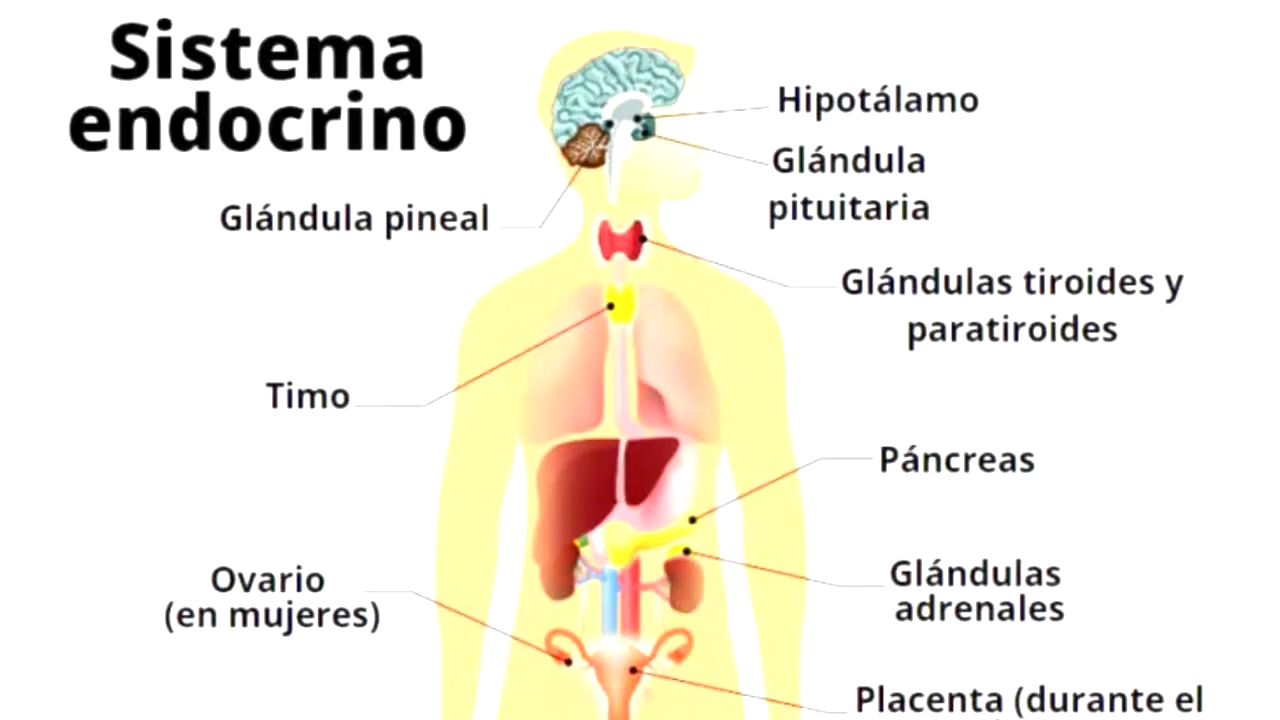 Sistema
endocrino
Hipotálamo
Glándula
pituitaria
Glándula pineal
Glándulas tiroides y
paratiroides
Timo
Páncreas
Ovario
(en mujeres)
Glándulas
adrenales
Placenta (durante el